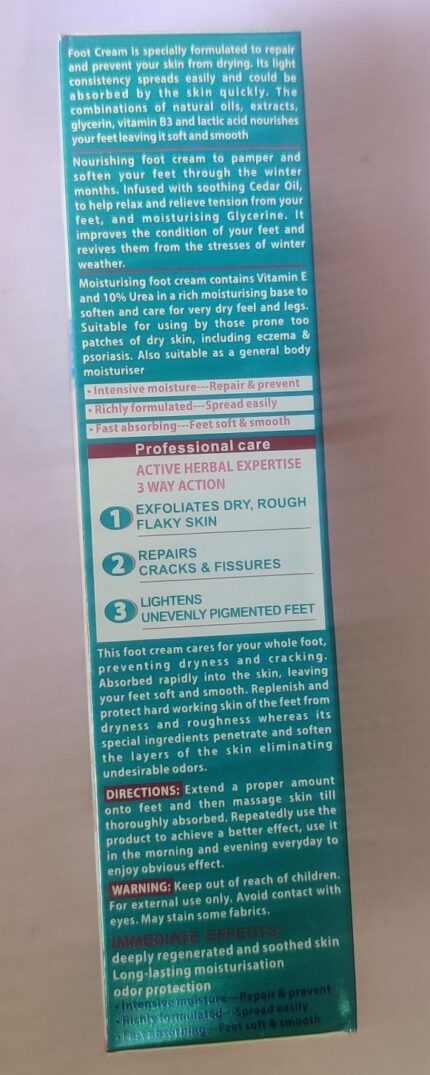 Foot Cream is specially formulated to repair
and prevent your skin from drying. Its light
consistency spreads easily and could be
absorbed by the skin quickly. The
combinations of natural oils, extracts,
glycerin, vitamin B3 and lactic acid nourishes
your feet leaving it soft and smooth
Nourishing foot cream to pamper and
soften your feet through the winter
months. Infused with soothing Cedar Oil,
to help relax and relieve tension from your
feet, and moisturising Glycerine. It
improves the condition of your feet and
revives them from the stresses of winter
weather.
Moisturising foot cream contains Vitamin E
and 10% Urea in a rich moisturising base to
soften and care for very dry feel and legs.
Suitable for using by those prone too
patches of dry skin, including eczema &
psoriasis. Also suitable as a general body
moisturiser
• Intensive moisture---Repair & prevent
• Richly formulated---Spread easily
• Fast absorbing---Feet soft & smooth
Professional care
ACTIVE HERBAL EXPERTISE
3 WAY ACTION
1 EXFOLIATES DRY, ROUGH
FLAKY SKIN
2 REPAIRS
CRACKS & FISSURES
3 LIGHTENS
UNEVENLY PIGMENTED FEET
This foot cream cares for your whole foot,
preventing dryness and cracking.
Absorbed rapidly into the skin, leaving
your feet soft and smooth. Replenish and
protect hard working skin of the feet from
dryness and roughness whereas its
special ingredients penetrate and soften
the layers of the skin eliminating
undesirable odors.
DIRECTIONS: Extend a proper amount
onto feet and then massage skin till
thoroughly absorbed. Repeatedly use the
product to achieve a better effect, use it
in the morning and evening everyday to
enjoy obvious effect.
WARNING: Keep out of reach of children.
For external use only. Avoid contact with
eyes. May stain some fabrics.
IMMEDIATE EFFECTS
deeply regenerated and soothed skin
Long-lasting moisturisation
odor protection
• Intensive moisture---Repair & prevent
• Richly formulated---Spread easily
• Fast absorbing---Feet soft & smooth